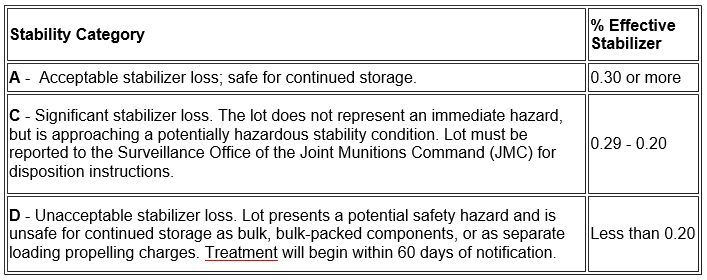 Stability Category
% Effective
Stabilizer
A -  Acceptable stabilizer loss; safe for continued storage.
0.30 or more
C - Significant stabilizer loss. The lot does not represent an immediate hazard,
but is approaching a potentially hazardous stability condition. Lot must be
reported to the Surveillance Office of the Joint Munitions Command (JMC) for
disposition instructions.
0.29 - 0.20
D - Unacceptable stabilizer loss. Lot presents a potential safety hazard and is
unsafe for continued storage as bulk, bulk-packed components, or as separate
loading propelling charges. Treatment will begin within 60 days of notification.
Less than 0.20